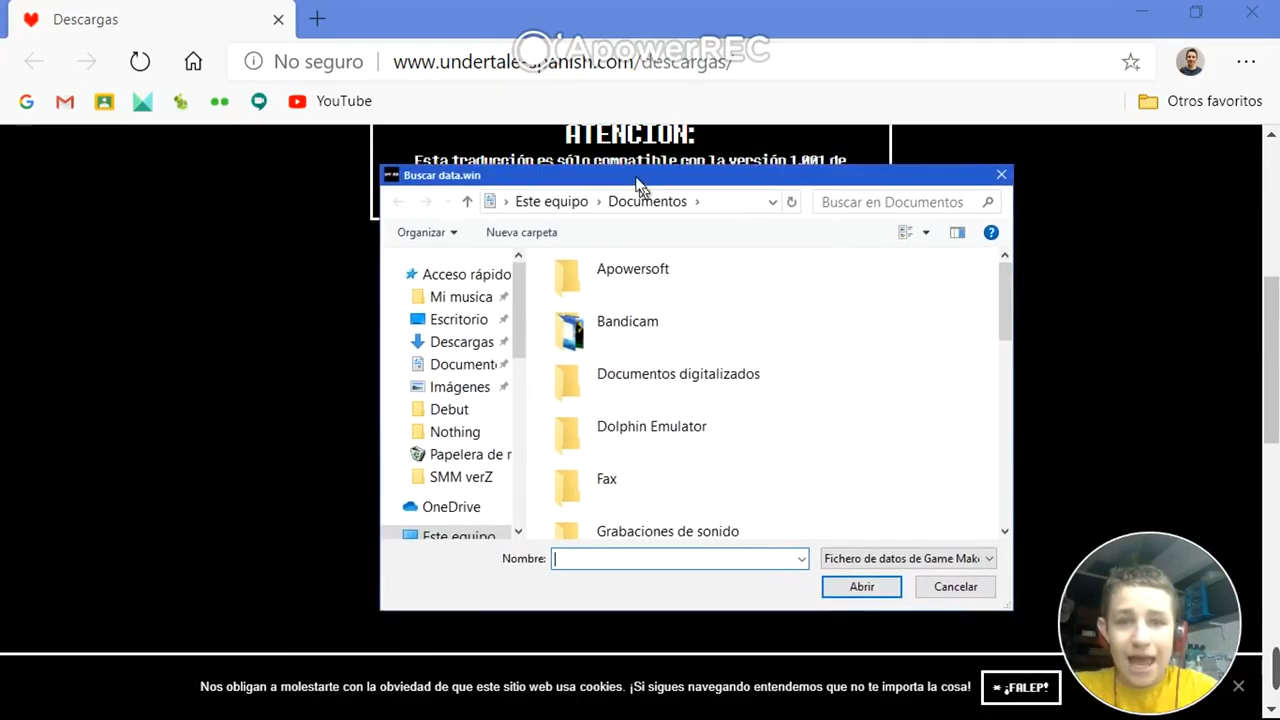 Descargas
ApowerREC
No seguro
www.undertale-spanish.com/descargas/
YouTube
Otros favoritos
ATENCIÓN:
Esta traducción es sólo compatible con la versión 1.001 de
Buscar data.win
Este equipo > Documentos >
Buscar en Documentos
Organizar
Nueva carpeta
Acceso rápido
Mi musica
Escritorio
Descargas
Document
Imágenes
Debut
Nothing
Papelera de r
SMM verZ
OneDrive
Este equipo
Apowersoft
Bandicam
Documentos digitalizados
Dolphin Emulator
Fax
Grabaciones de sonido
Nombre:
Fichero de datos de Game Make
Abrir
Cancelar
Nos obligan a molestarte con la obviedad de que este sitio web usa cookies. ¡Si sigues navegando entendemos que no te importa la cosa!
* ¡FALEP!